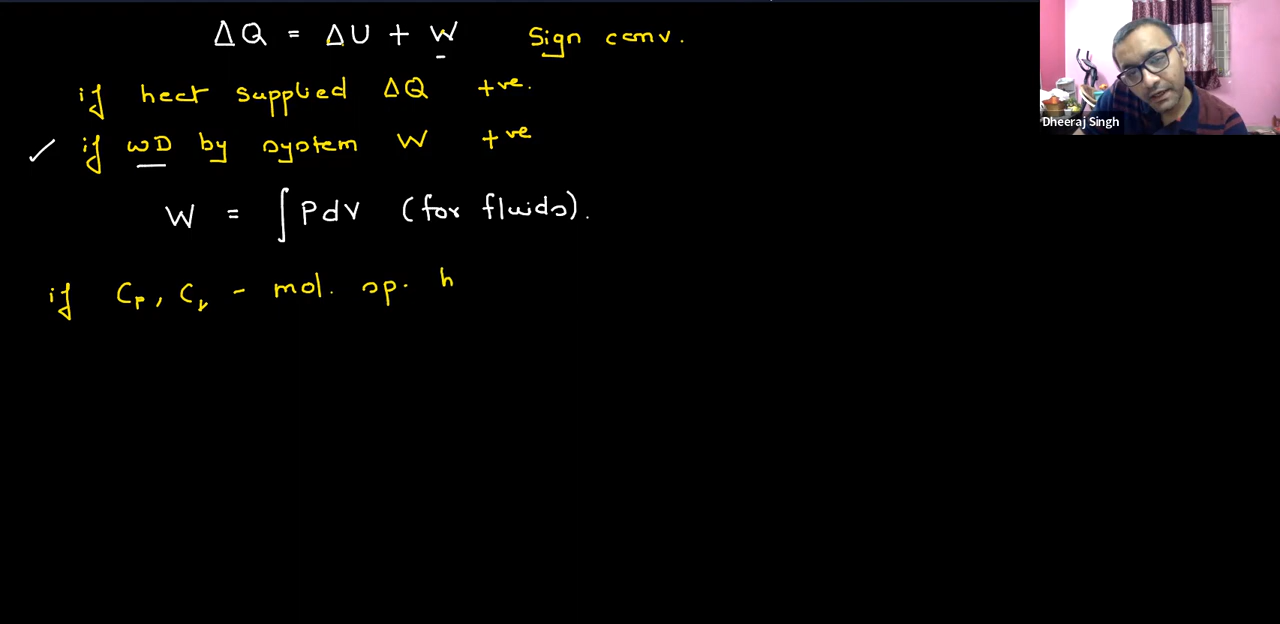 ΔQ = ΔU + W Sign conv.
if heat supplied ΔQ +ve.
✓ if WD by system W +ve
W = ∫PdV (for fluids).
if Cp, Cv - mol. sp. h
Dheeraj Singh